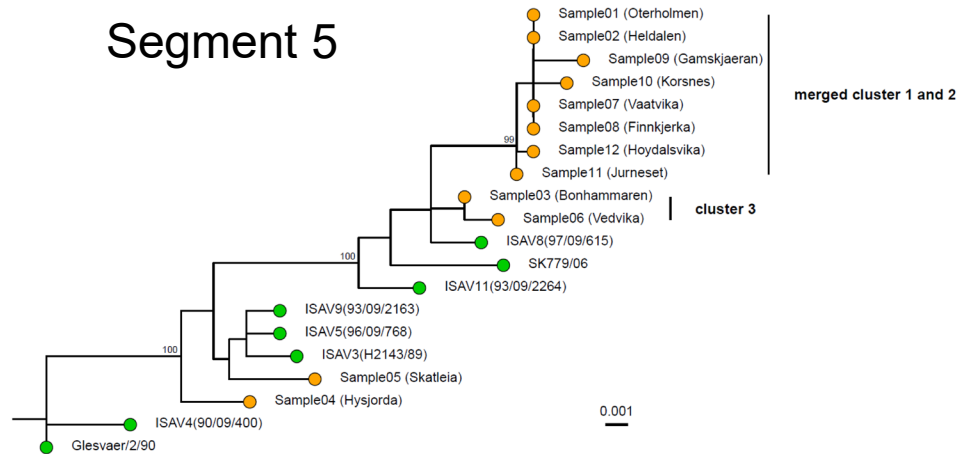 Segment 5
Sample01 (Oterholmen)
Sample02 (Heldalen)
Sample09 (Gamskjaeran)
Sample10 (Korsnes)
merged cluster 1 and 2
Sample07 (Vaatvika)
Sample08 (Finnkjerka)
99
Sample12 (Hoydalsvika)
Sample11 (Jurneset)
Sample03 (Bonhammaren)
cluster 3
Sample06 (Vedvika)
ISAV8(97/09/615)
100
SK779/06
ISAV11(93/09/2264)
ISAV9(93/09/2163)
ISAV5(96/09/768)
100
ISAV3(H2143/89)
Sample05 (Skatleia)
Sample04 (Hysjorda)
0.001
ISAV4(90/09/400)
Glesvaer/2/90